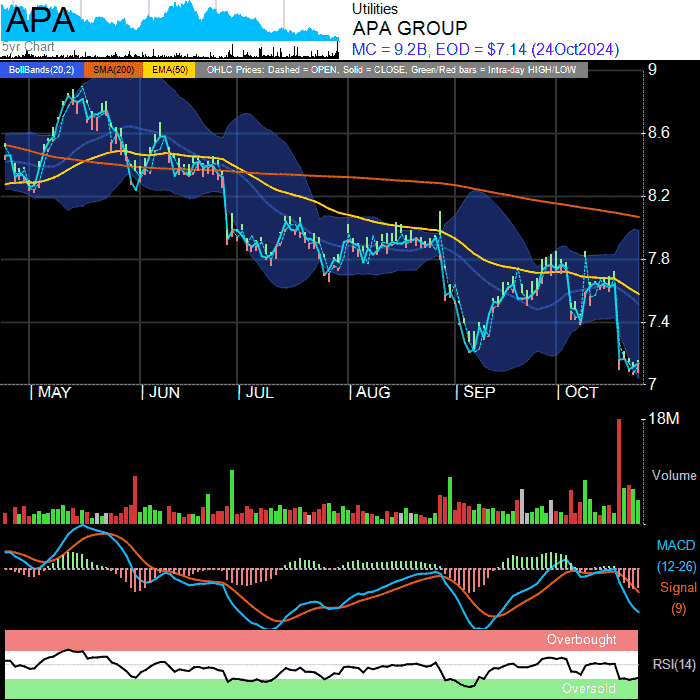 APA
5yr Chart
Utilities
APA GROUP
MC = 9.2B, EOD = $7.14 (24Oct2024)
BollBands(20,2) SMA(200) EMA(50) OHLC Prices: Dashed = OPEN, Solid = CLOSE, Green/Red bars = Intra-day HIGH/LOW
9
8.6
8.2
7.8
7.4
7
| MAY | JUN | JUL | AUG | SEP | OCT
18M
Volume
MACD
(12-26)
Signal
(9)
Overbought
RSI(14)
Oversold